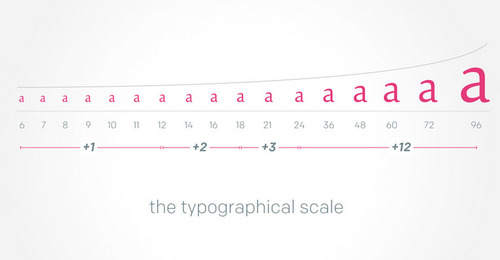 a a a a a a a a a a a a a a a a a a
6 7 8 9 10 11 12 14 16 18 21 24 36 48 60 72 96
+1 +2 +3 +12
the typographical scale